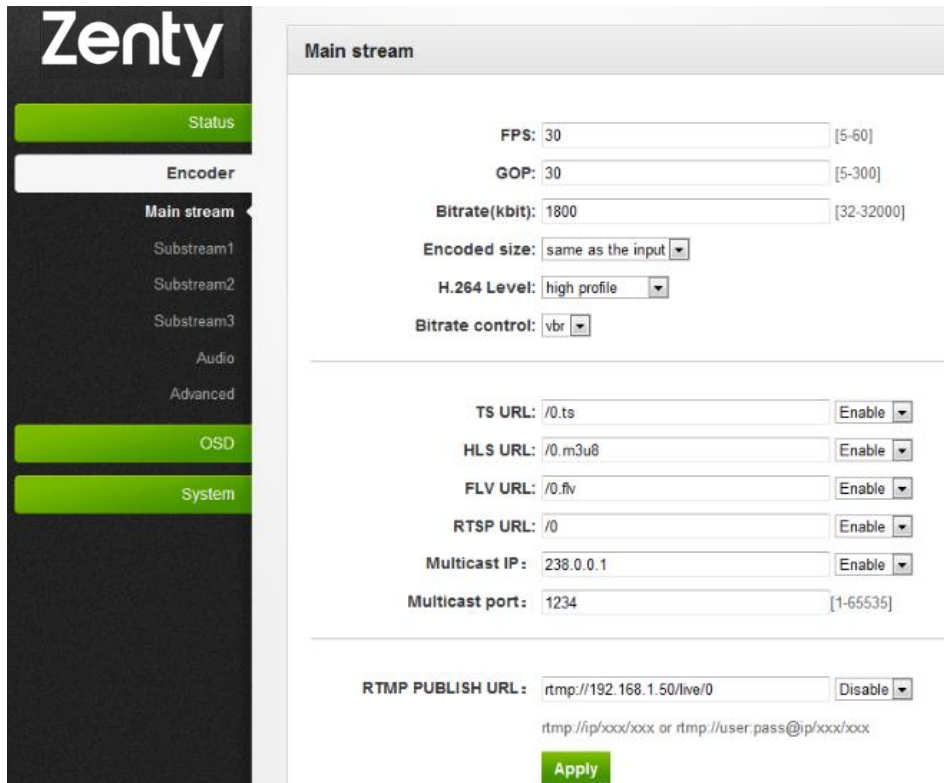 Zenty
Status
Encoder
Main stream
Substream1
Substream2
Substream3
Audio
Advanced
OSD
System
Main stream
FPS: 30 [5-60]
GOP: 30 [5-300]
Bitrate(kbit): 1800 [32-32000]
Encoded size: same as the input
H.264 Level: high profile
Bitrate control: vbr
TS URL: /0.ts Enable
HLS URL: /0.m3u8 Enable
FLV URL: /0.flv Enable
RTSP URL: /0 Enable
Multicast IP： 238.0.0.1 Enable
Multicast port： 1234 [1-65535]
RTMP PUBLISH URL： rtmp://192.168.1.50/live/0 Disable
rtmp://ip/xxx/xxx or rtmp://user:pass@ip/xxx/xxx
Apply